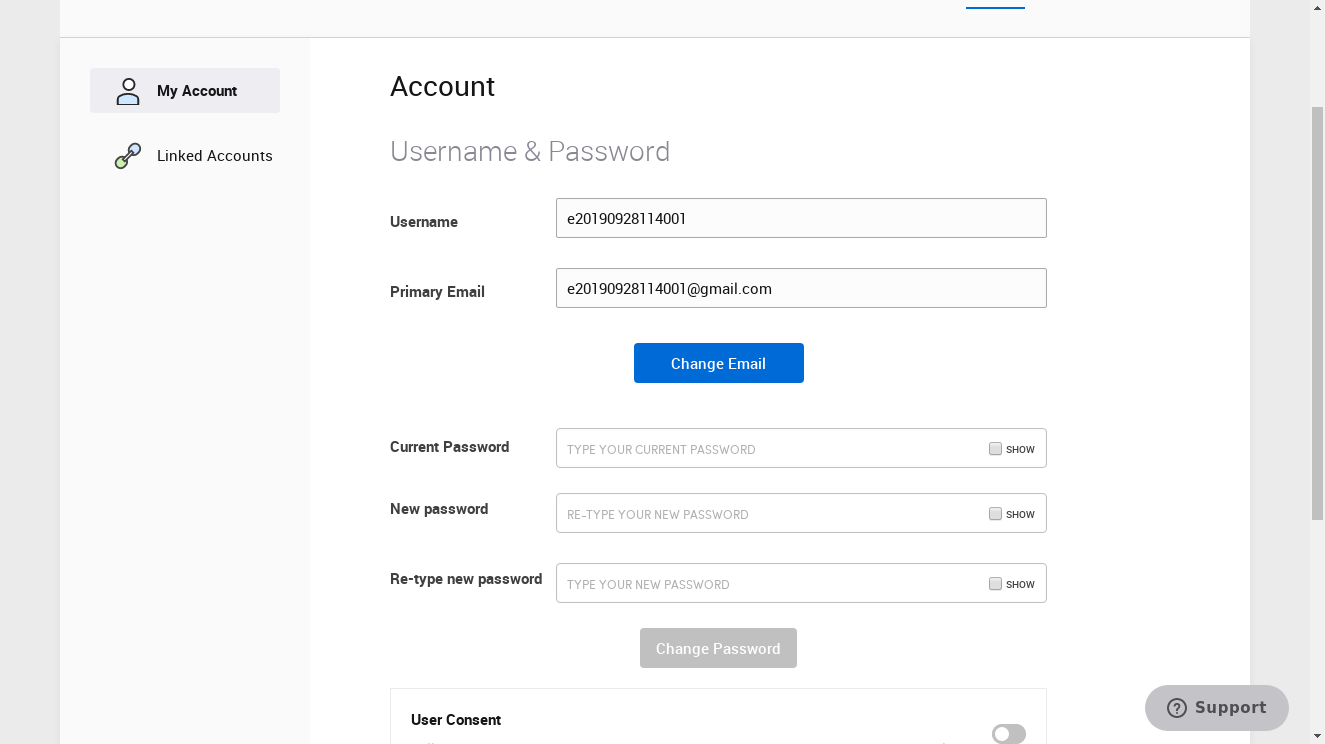 My Account
Linked Accounts
Account
Username & Password
Username
e20190928114001
Primary Email
e20190928114001@gmail.com
Change Email
Current Password
TYPE YOUR CURRENT PASSWORD
SHOW
New password
RE-TYPE YOUR NEW PASSWORD
SHOW
Re-type new password
TYPE YOUR NEW PASSWORD
SHOW
Change Password
User Consent
Support